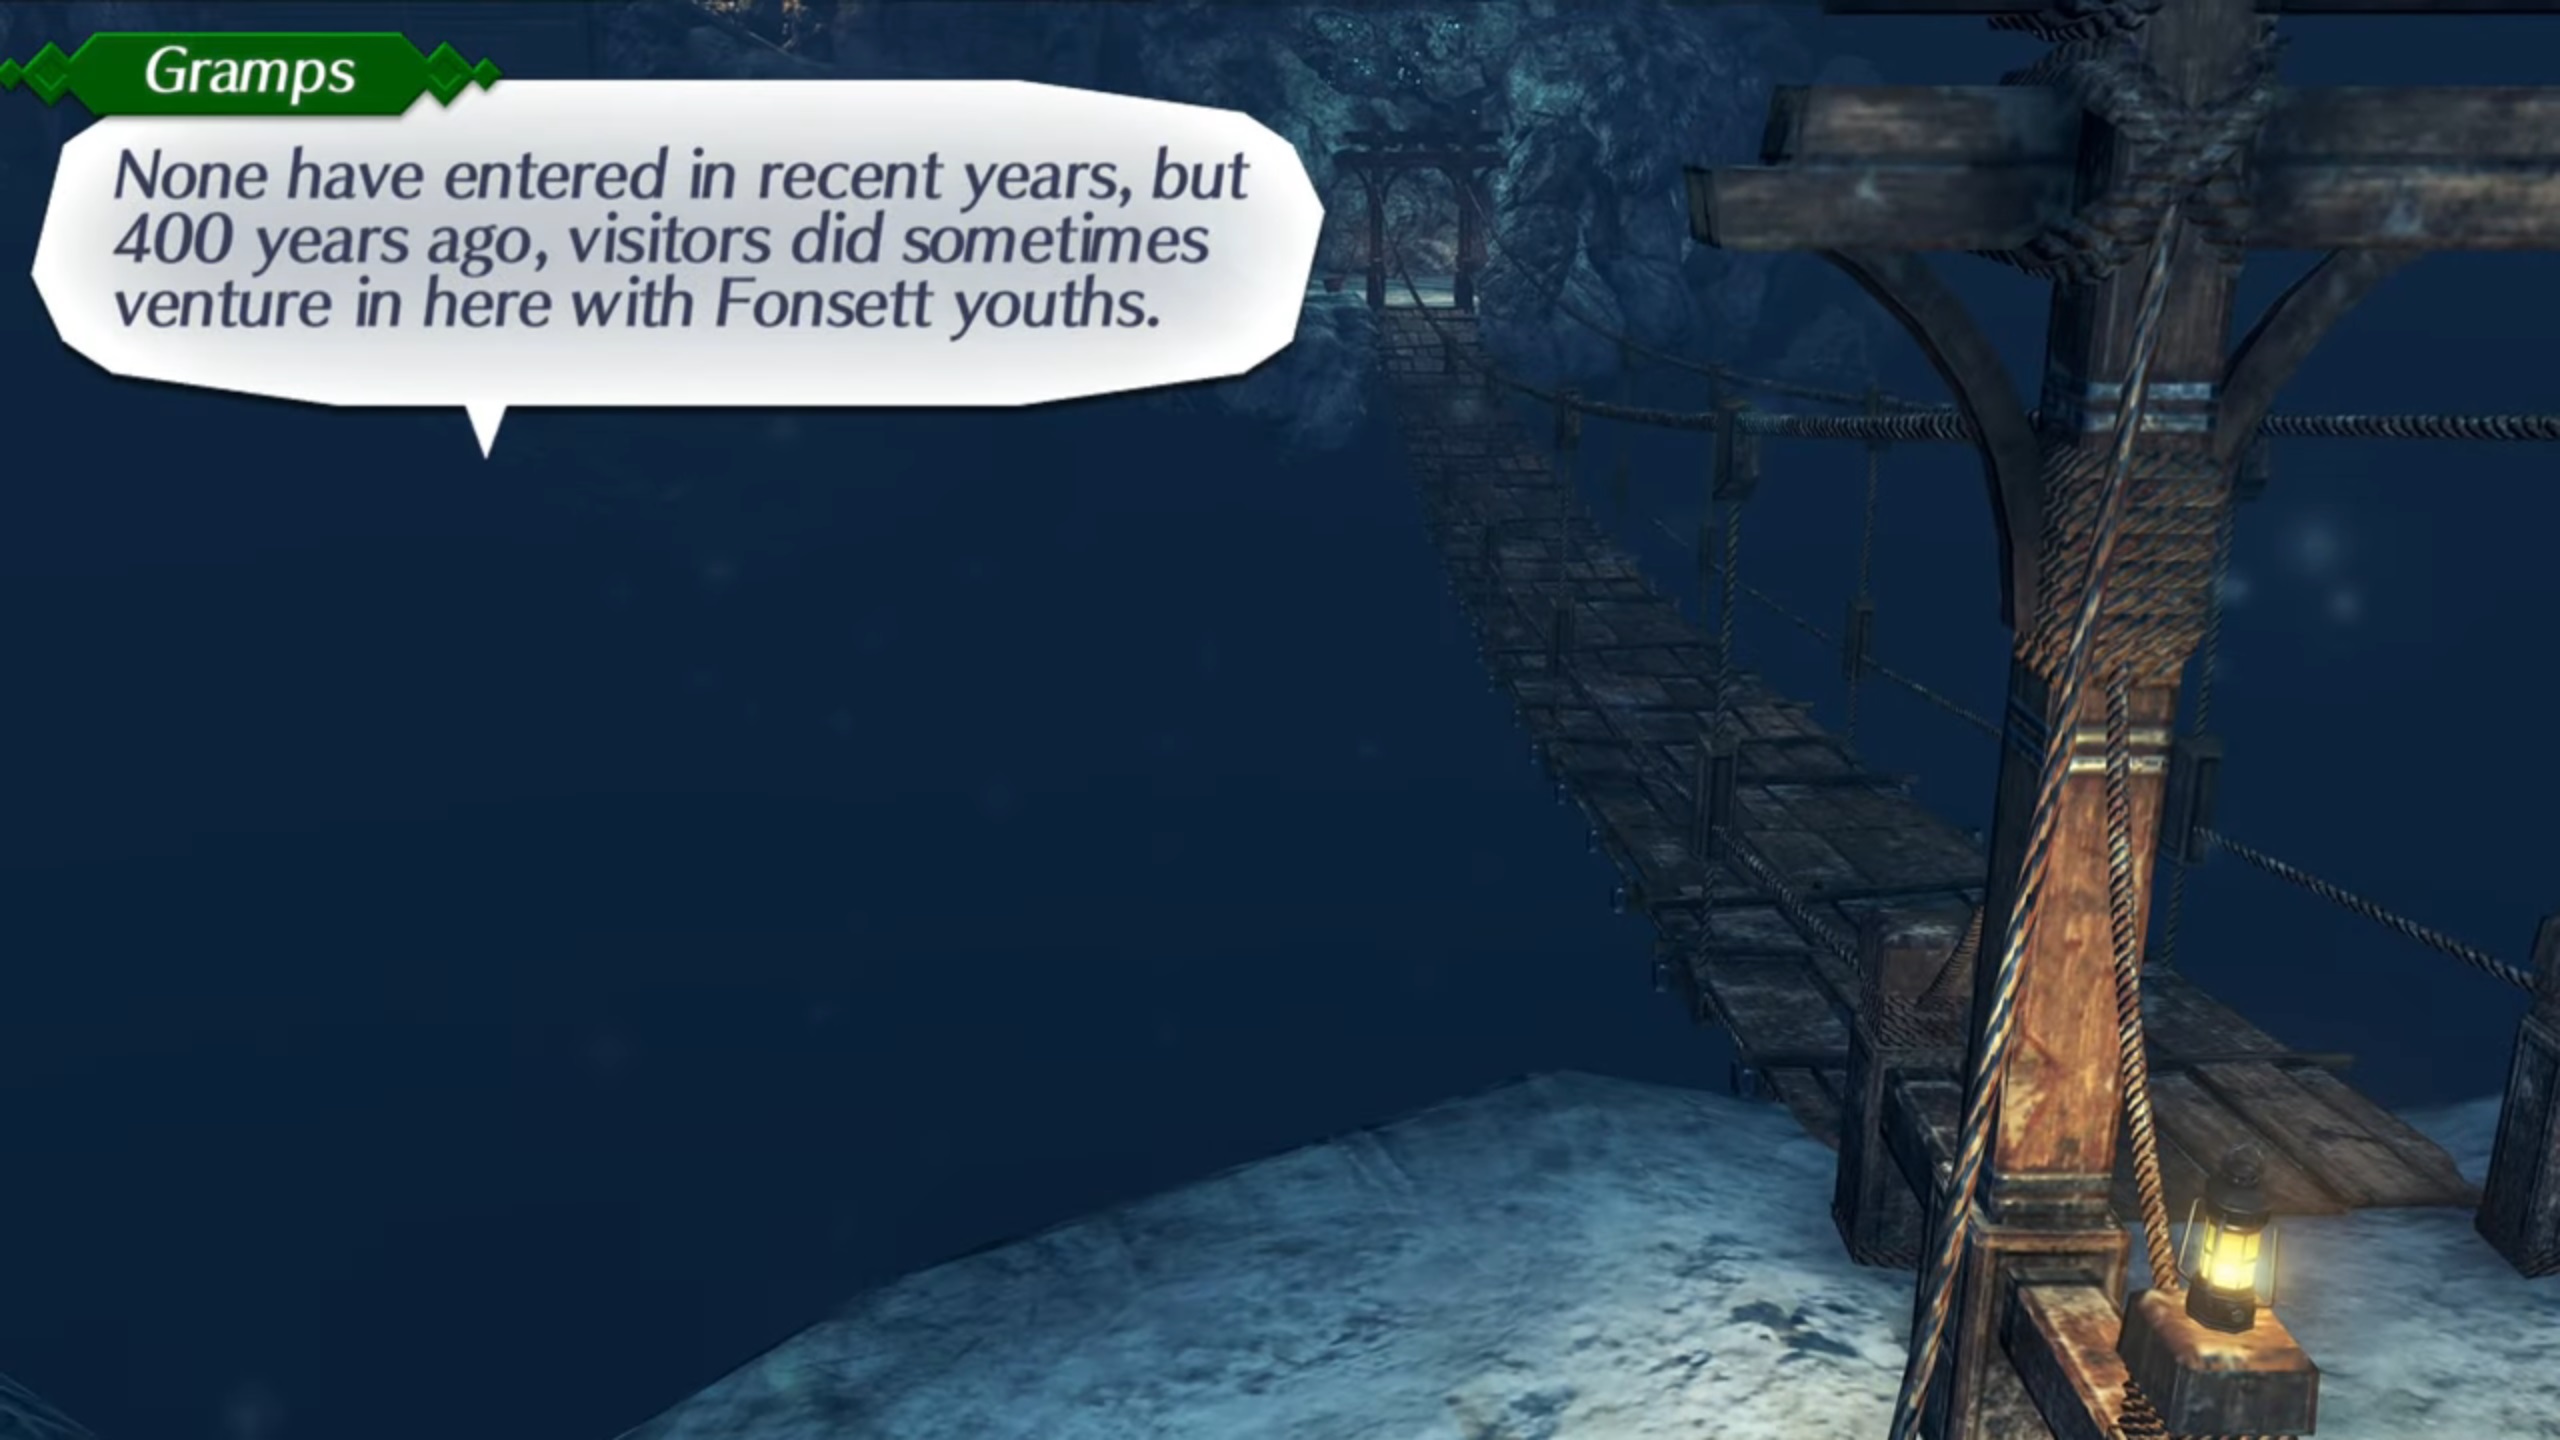 Gramps
None have entered in recent years, but
400 years ago, visitors did sometimes
venture in here with Fonsett youths.